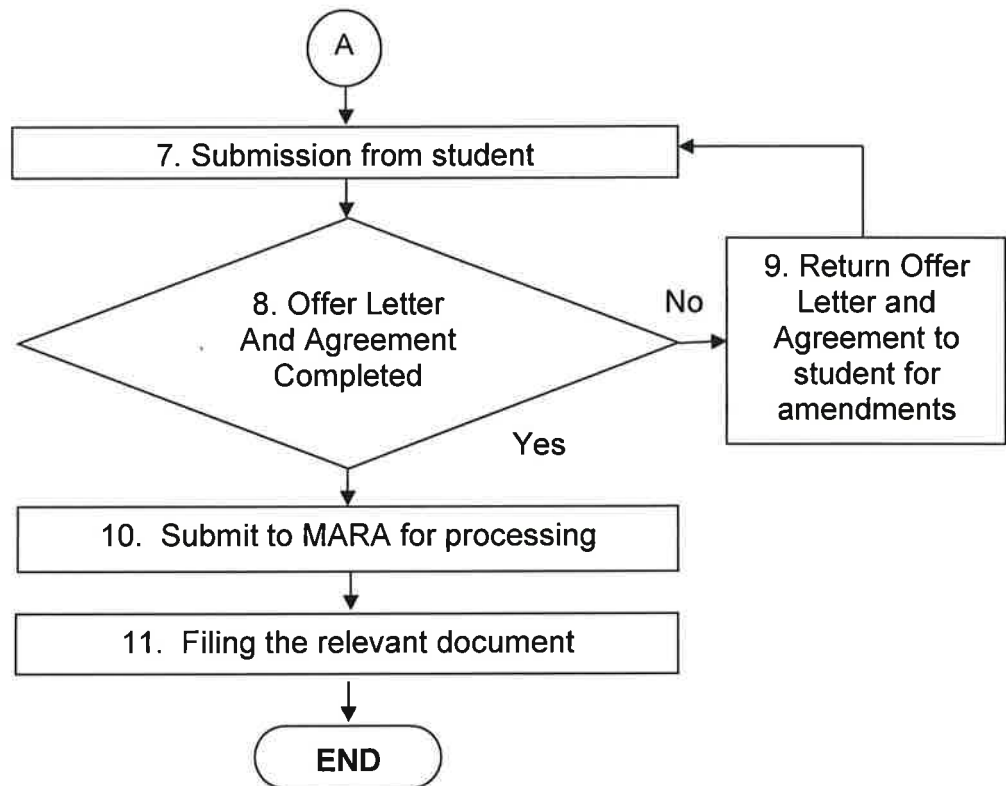 A
7. Submission from student
8. Offer Letter
And Agreement
Completed
No
9. Return Offer
Letter and
Agreement to
student for
amendments
Yes
10. Submit to MARA for processing
11. Filing the relevant document
END